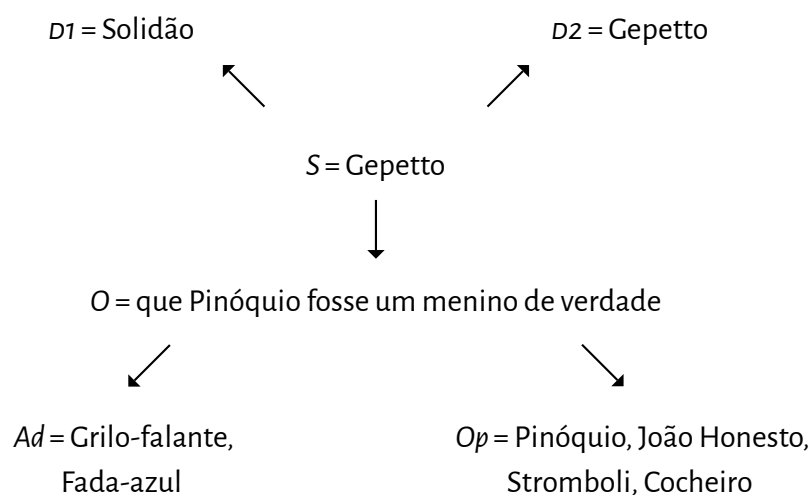 D1 = Solidão
D2 = Gepetto
S = Gepetto
O = que Pinóquio fosse um menino de verdade
Ad = Grilo-falante,
Fada-azul
Op = Pinóquio, João Honesto,
Stromboli, Cocheiro